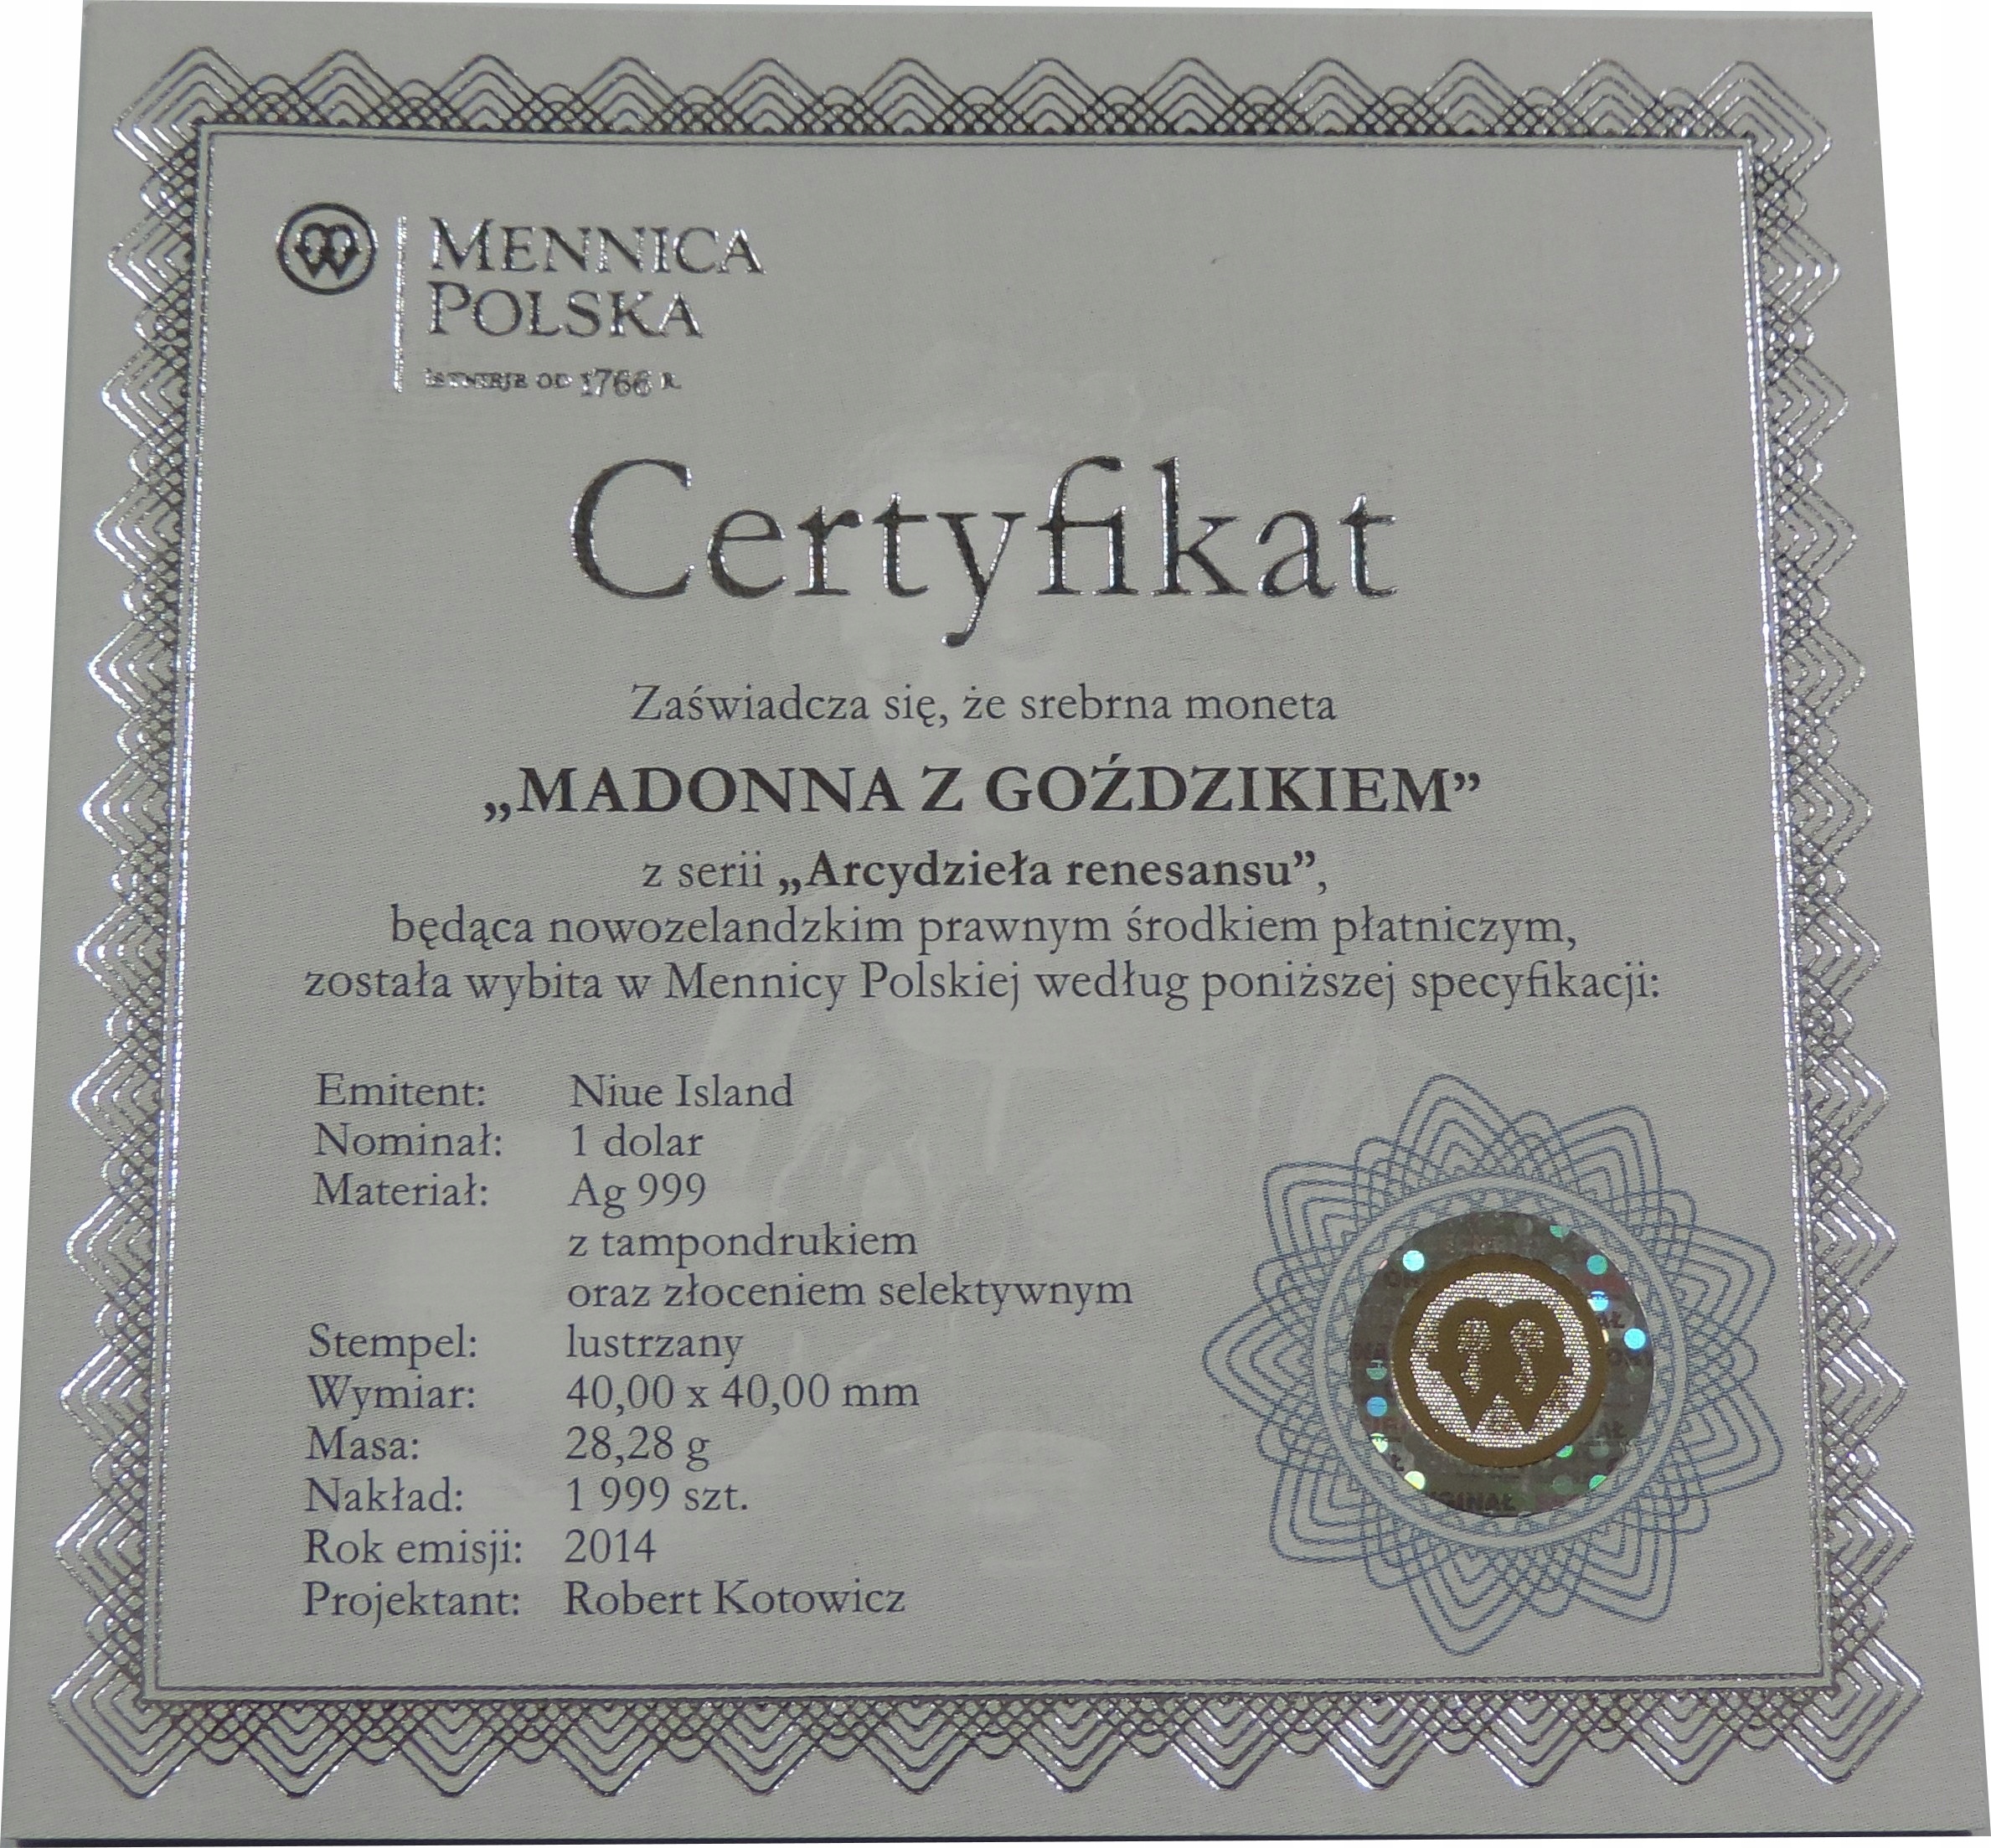 MENNICA
POLSKA
ISTNIEJE OD 1766 R.
Certyfikat
Zaświadcza się, że srebrna moneta
„MADONNA Z GOŹDZIKIEM”
z serii „Arcydzieła renesansu”,
będąca nowozelandzkim prawnym środkiem płatniczym,
została wybita w Mennicy Polskiej według poniższej specyfikacji:
Emitent: Niue Island
Nominał: 1 dolar
Materiał: Ag 999
z tampondrukiem
oraz złoceniem selektywnym
Stempel: lustrzany
Wymiar: 40,00 x 40,00 mm
Masa: 28,28 g
Nakład: 1 999 szt.
Rok emisji: 2014
Projektant: Robert Kotowicz